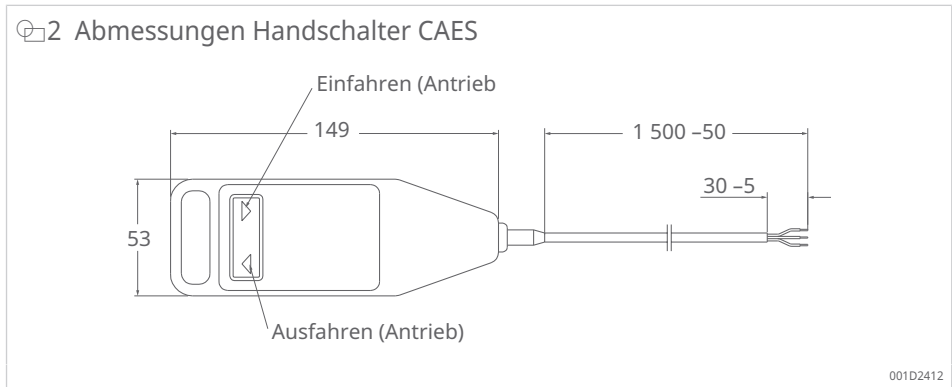 2 Abmessungen Handschalter CAES
Einfahren (Antrieb
149
1 500 –50
30 –5
53
Ausfahren (Antrieb)
001D2412